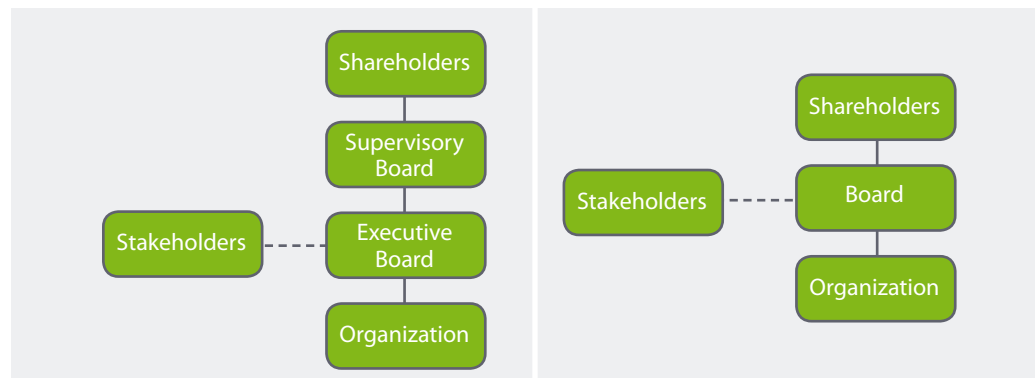 Shareholders
Supervisory
Board
Stakeholders
Executive
Board
Organization
Shareholders
Stakeholders
Board
Organization